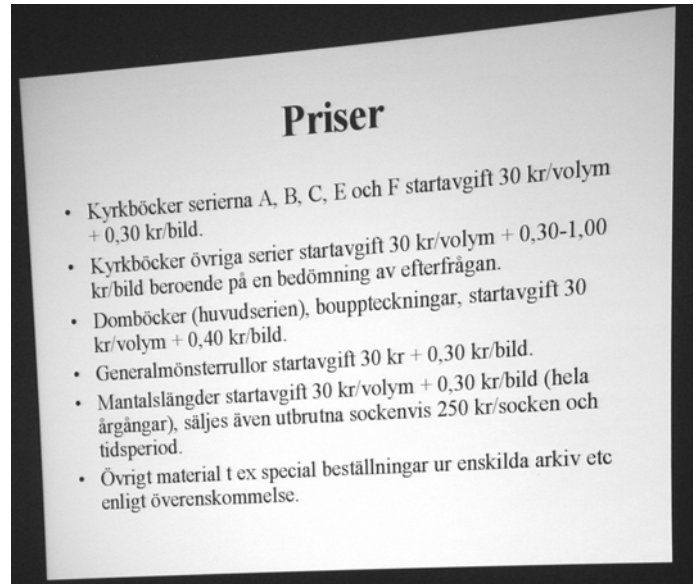 Priser
• Kyrkböcker serierna A, B, C, E och F startavgift 30 kr/volym
+ 0,30 kr/bild.
• Kyrkböcker övriga serier startavgift 30 kr/volym + 0,30-1,00
kr/bild beroende på en bedömning av efterfrågan.
• Domböcker (huvudserien), bouppteckningar, startavgift 30
kr/volym + 0,40 kr/bild.
• Generalmönsterrullor startavgift 30 kr + 0,30 kr/bild.
• Mantalslängder startavgift 30 kr/volym + 0,30 kr/bild (hela
årgångar), säljes även utbrutna sockenvis 250 kr/socken och
tidsperiod.
• Övrigt material t ex special beställningar ur enskilda arkiv etc
enligt överenskommelse.